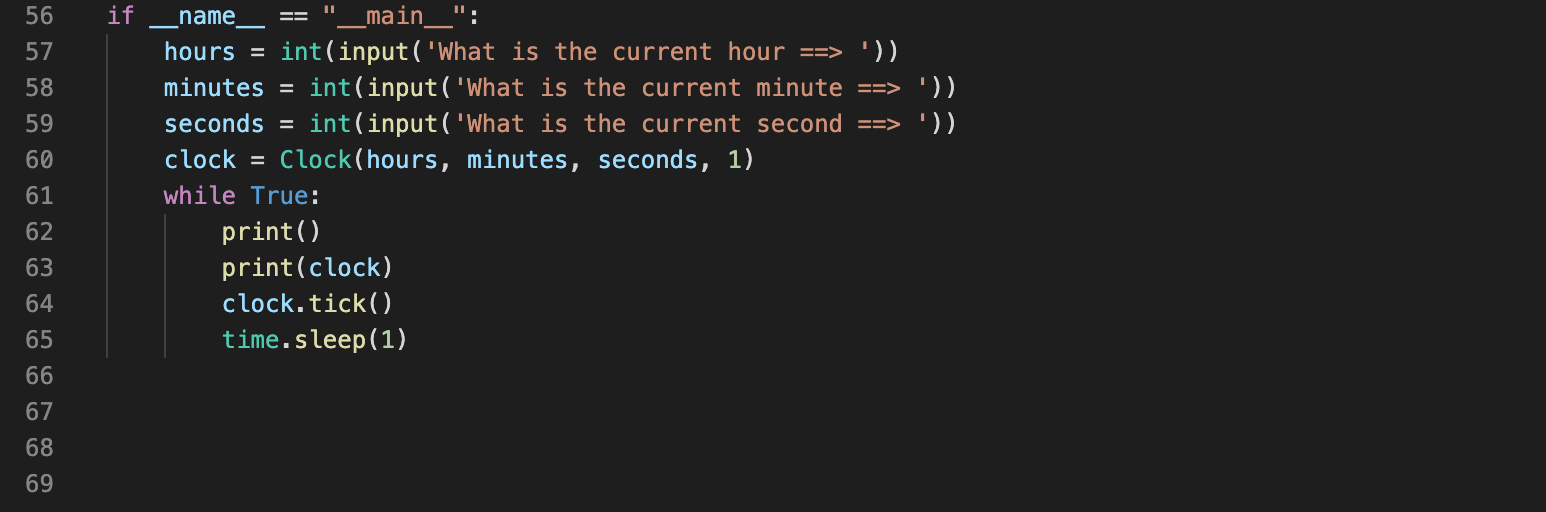 56 if __name__ == "__main__":
57     hours = int(input('What is the current hour ==> '))
58     minutes = int(input('What is the current minute ==> '))
59     seconds = int(input('What is the current second ==> '))
60     clock = Clock(hours, minutes, seconds, 1)
61     while True:
62         print()
63         print(clock)
64         clock.tick()
65         time.sleep(1)
66
67
68
69